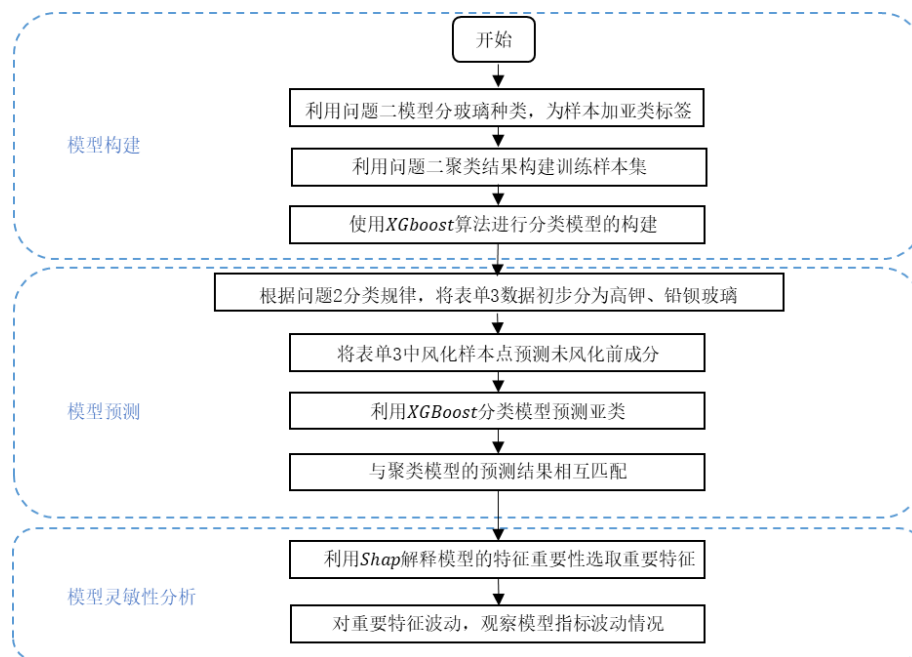 开始
利用问题二模型分玻璃种类，为样本加亚类标签
模型构建
利用问题二聚类结果构建训练样本集
使用XGboost算法进行分类模型的构建
根据问题2分类规律，将表单3数据初步分为高钾、铅钡玻璃
将表单3中风化样本点预测未风化前成分
模型预测
利用XGBoost分类模型预测亚类
与聚类模型的预测结果相互匹配
利用Shap解释模型的特征重要性选取重要特征
模型灵敏性分析
对重要特征波动，观察模型指标波动情况